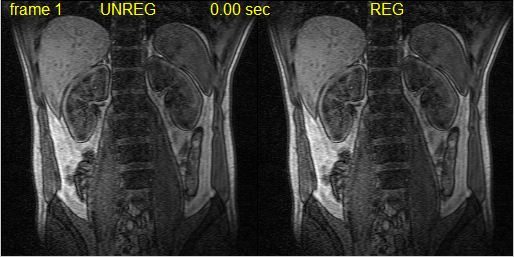 frame 1 UNREG 0.00 sec REG